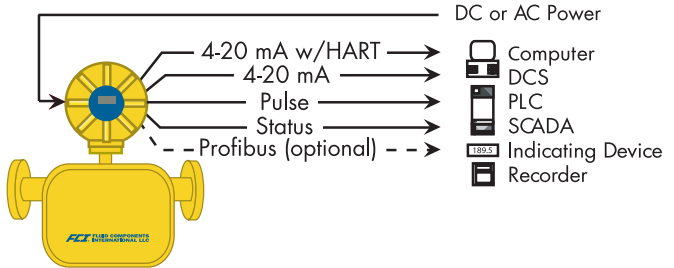 DC or AC Power
4-20 mA w/HART
4-20 mA
Pulse
Status
Profibus (optional)
Computer
DCS
PLC
SCADA
189.5
Indicating Device
Recorder
FCI. FLUID COMPONENTS
INTERNATIONAL LLC